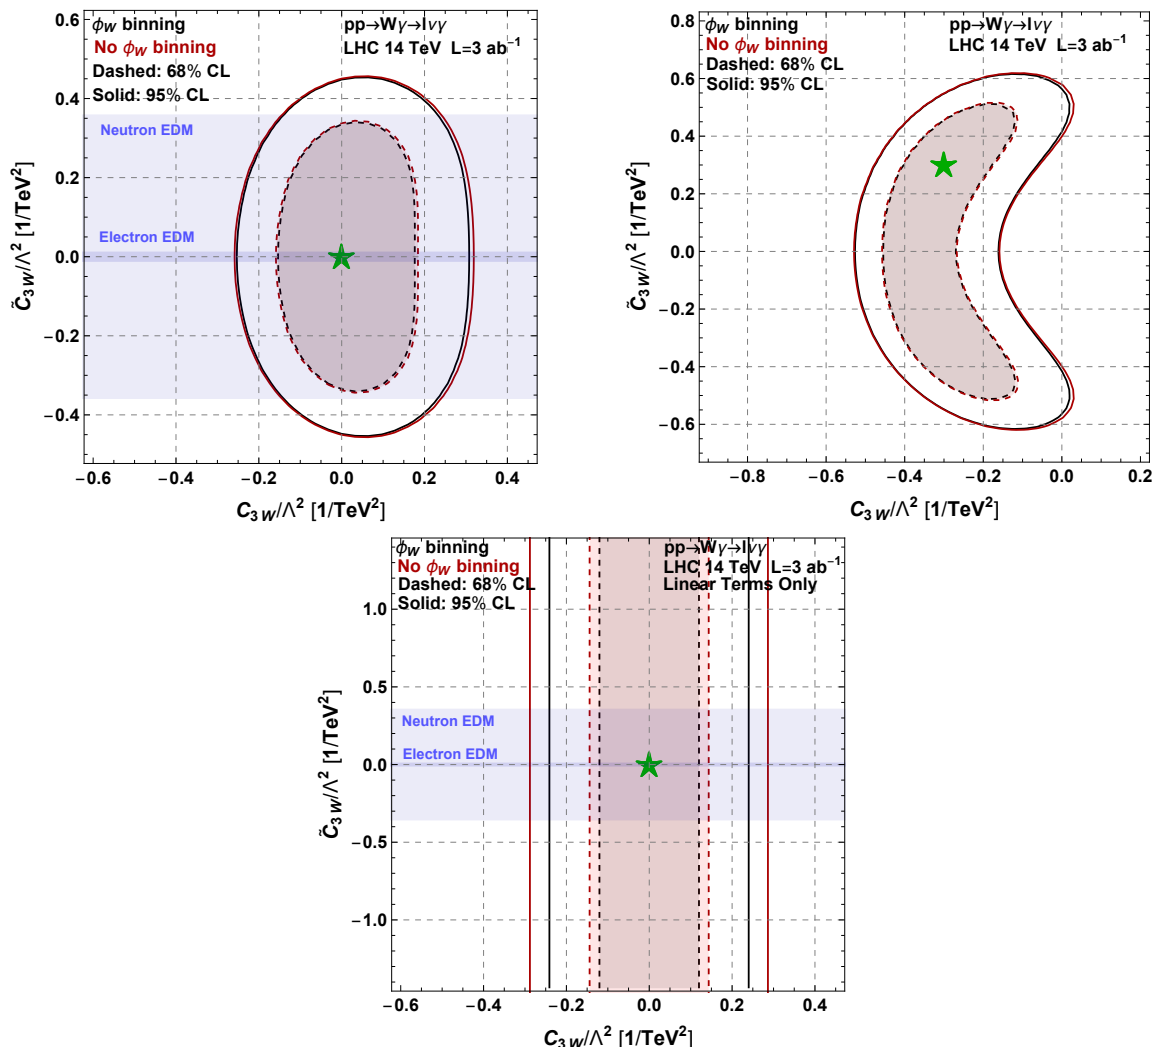 ϕ_W binning
No ϕ_W binning
Dashed: 68% CL
Solid: 95% CL
pp→Wγ→lνγ
LHC 14 TeV L=3 ab⁻¹
Neutron EDM
Electron EDM
0.6
0.4
0.2
0.0
−0.2
−0.4
C̃_3W/Λ² [1/TeV²]
−0.6 −0.4 −0.2 0.0 0.2 0.4
C_3W/Λ² [1/TeV²]
ϕ_W binning
No ϕ_W binning
Dashed: 68% CL
Solid: 95% CL
pp→Wγ→lνγ
LHC 14 TeV L=3 ab⁻¹
0.8
0.6
0.4
0.2
0.0
−0.2
−0.4
−0.6
C̃_3W/Λ² [1/TeV²]
−0.8 −0.6 −0.4 −0.2 0.0 0.2
C_3W/Λ² [1/TeV²]
ϕ_W binning
No ϕ_W binning
Dashed: 68% CL
Solid: 95% CL
pp→Wγ→lνγ
LHC 14 TeV L=3 ab⁻¹
Linear Terms Only
Neutron EDM
Electron EDM
1.0
0.5
0.0
−0.5
−1.0
C̃_3W/Λ² [1/TeV²]
−0.6 −0.4 −0.2 0.0 0.2 0.4
C_3W/Λ² [1/TeV²]